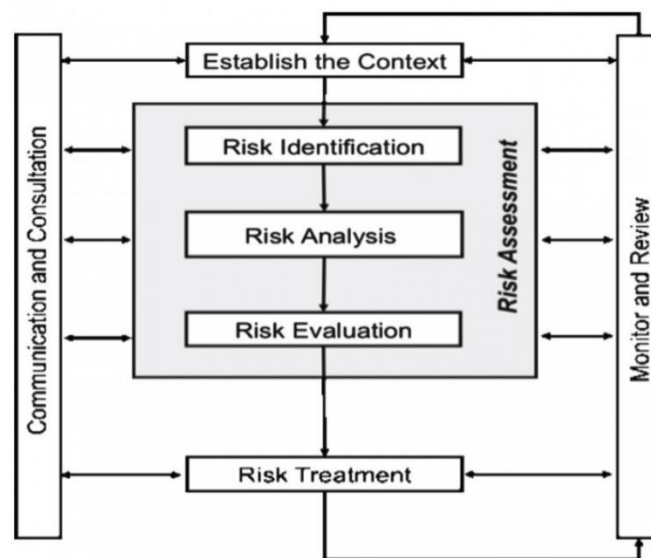 Establish the Context
Communication and Consultation
Risk Identification
Risk Analysis
Risk Evaluation
Risk Assessment
Monitor and Review
Risk Treatment